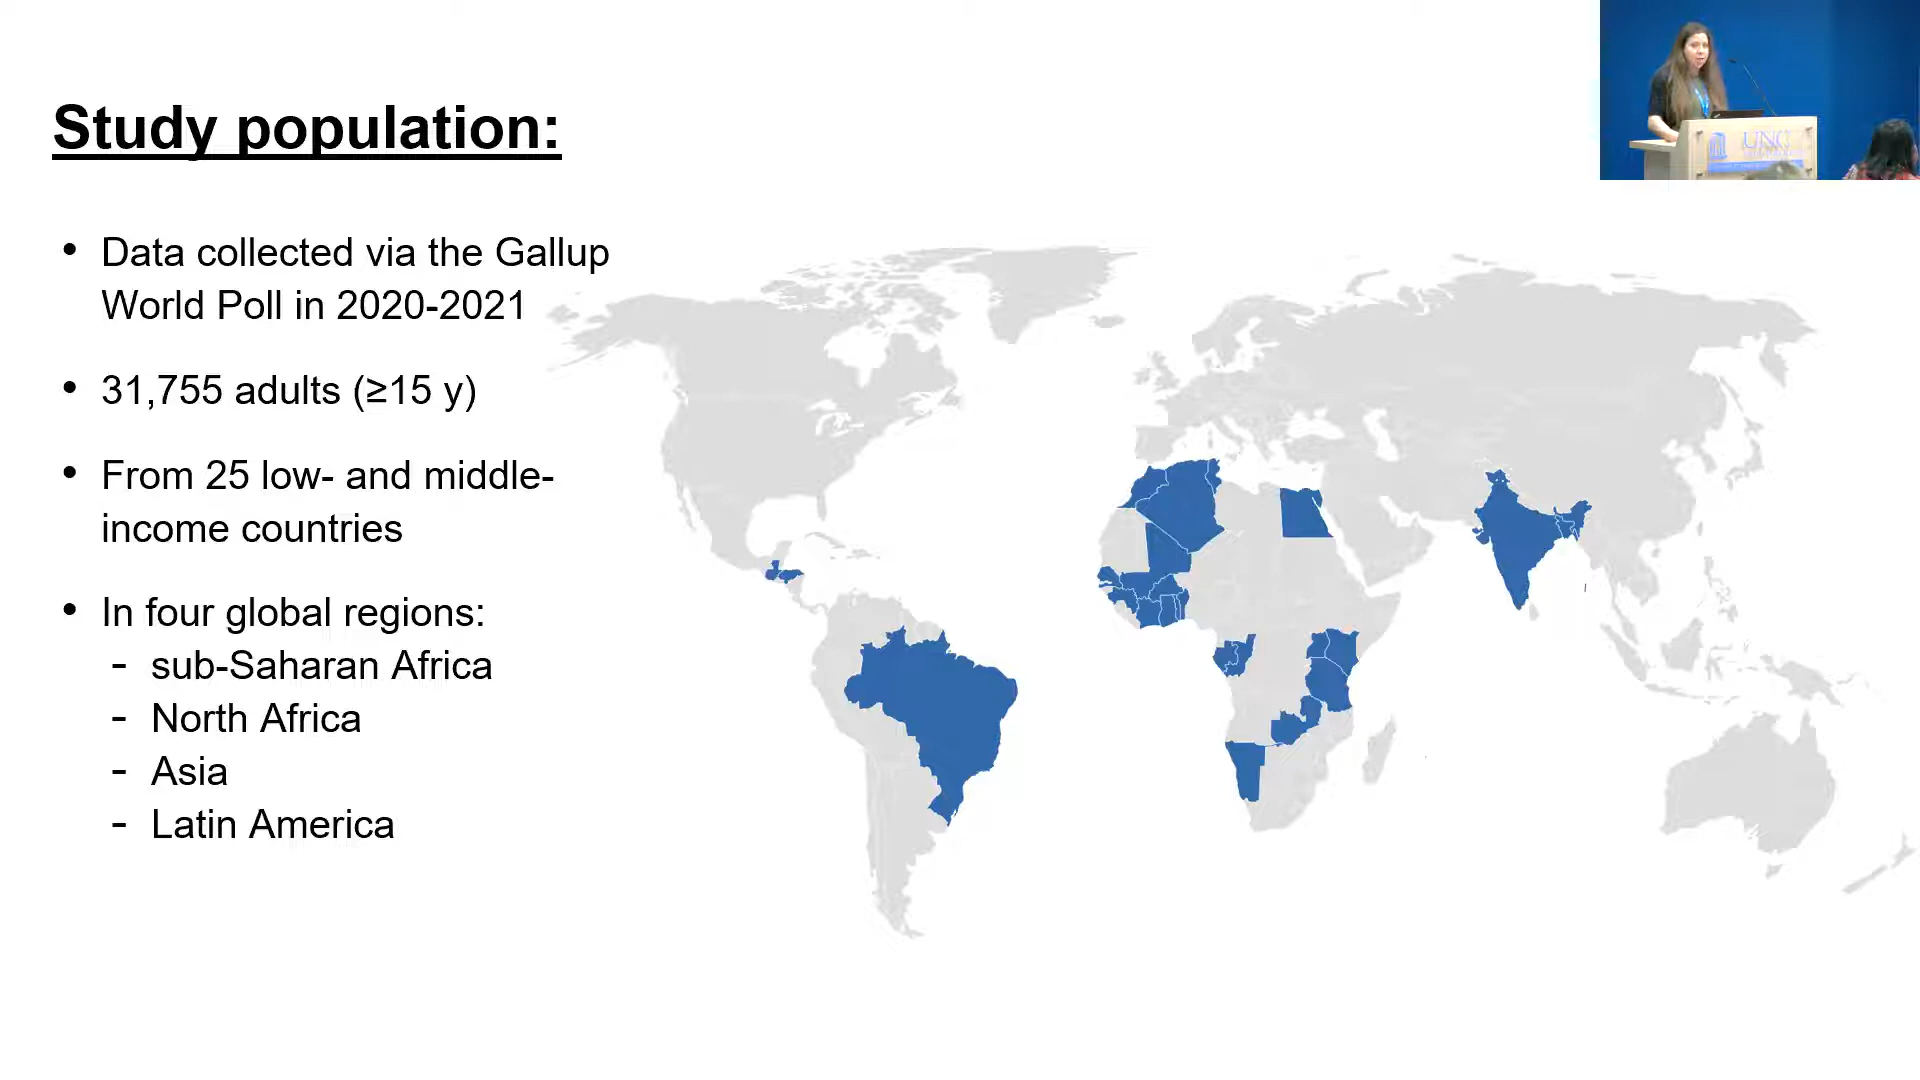 Study population:
• Data collected via the Gallup
World Poll in 2020-2021
• 31,755 adults (≥15 y)
• From 25 low- and middle-
income countries
• In four global regions:
- sub-Saharan Africa
- North Africa
- Asia
- Latin America
UNC